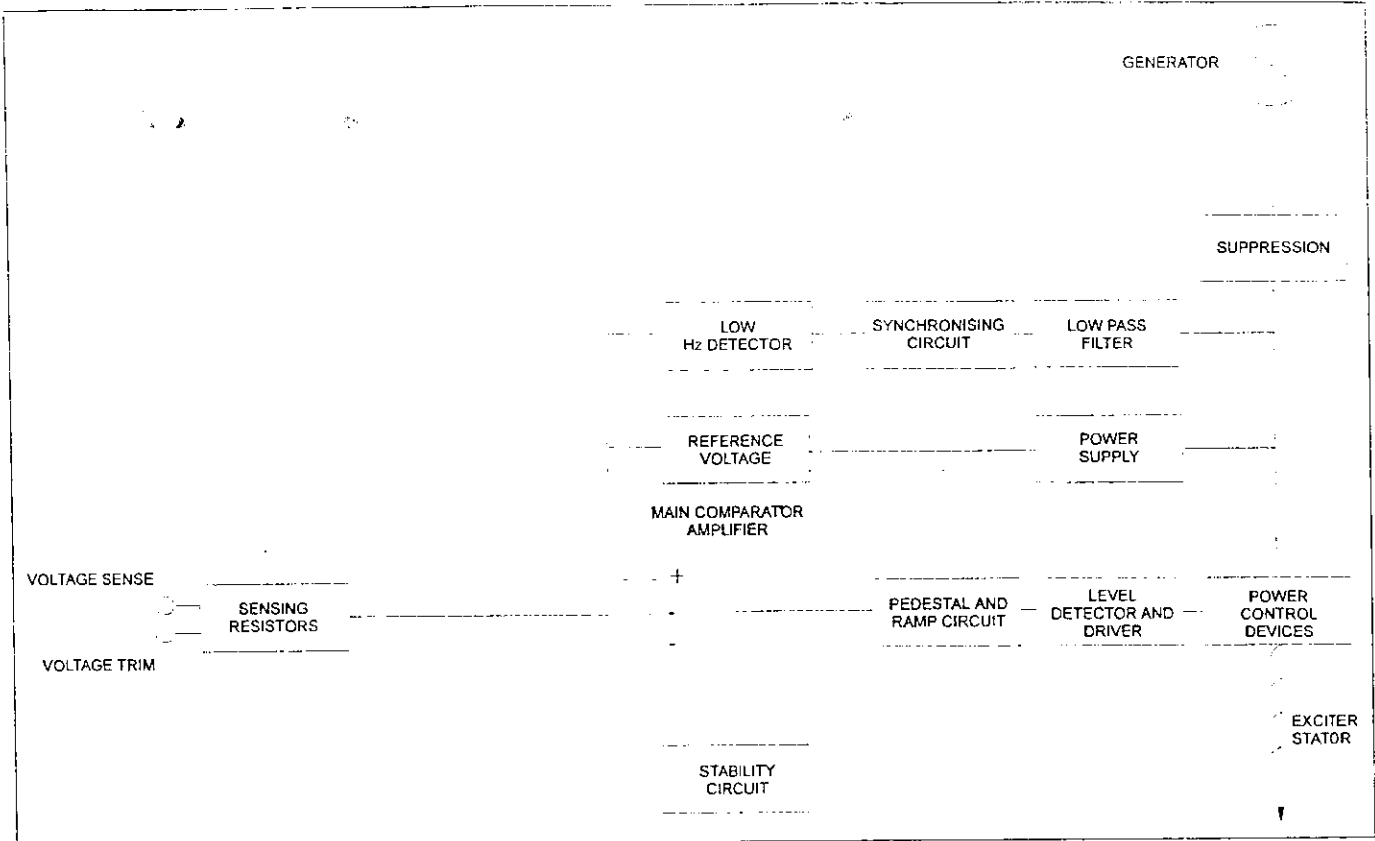 GENERATOR
SUPPRESSION
LOW
Hz DETECTOR
SYNCHRONISING
CIRCUIT
LOW PASS
FILTER
REFERENCE
VOLTAGE
POWER
SUPPLY
MAIN COMPARATOR
AMPLIFIER
VOLTAGE SENSE
SENSING
RESISTORS
VOLTAGE TRIM
+
-
-
PEDESTAL AND
RAMP CIRCUIT
LEVEL
DETECTOR AND
DRIVER
POWER
CONTROL
DEVICES
EXCITER
STATOR
STABILITY
CIRCUIT